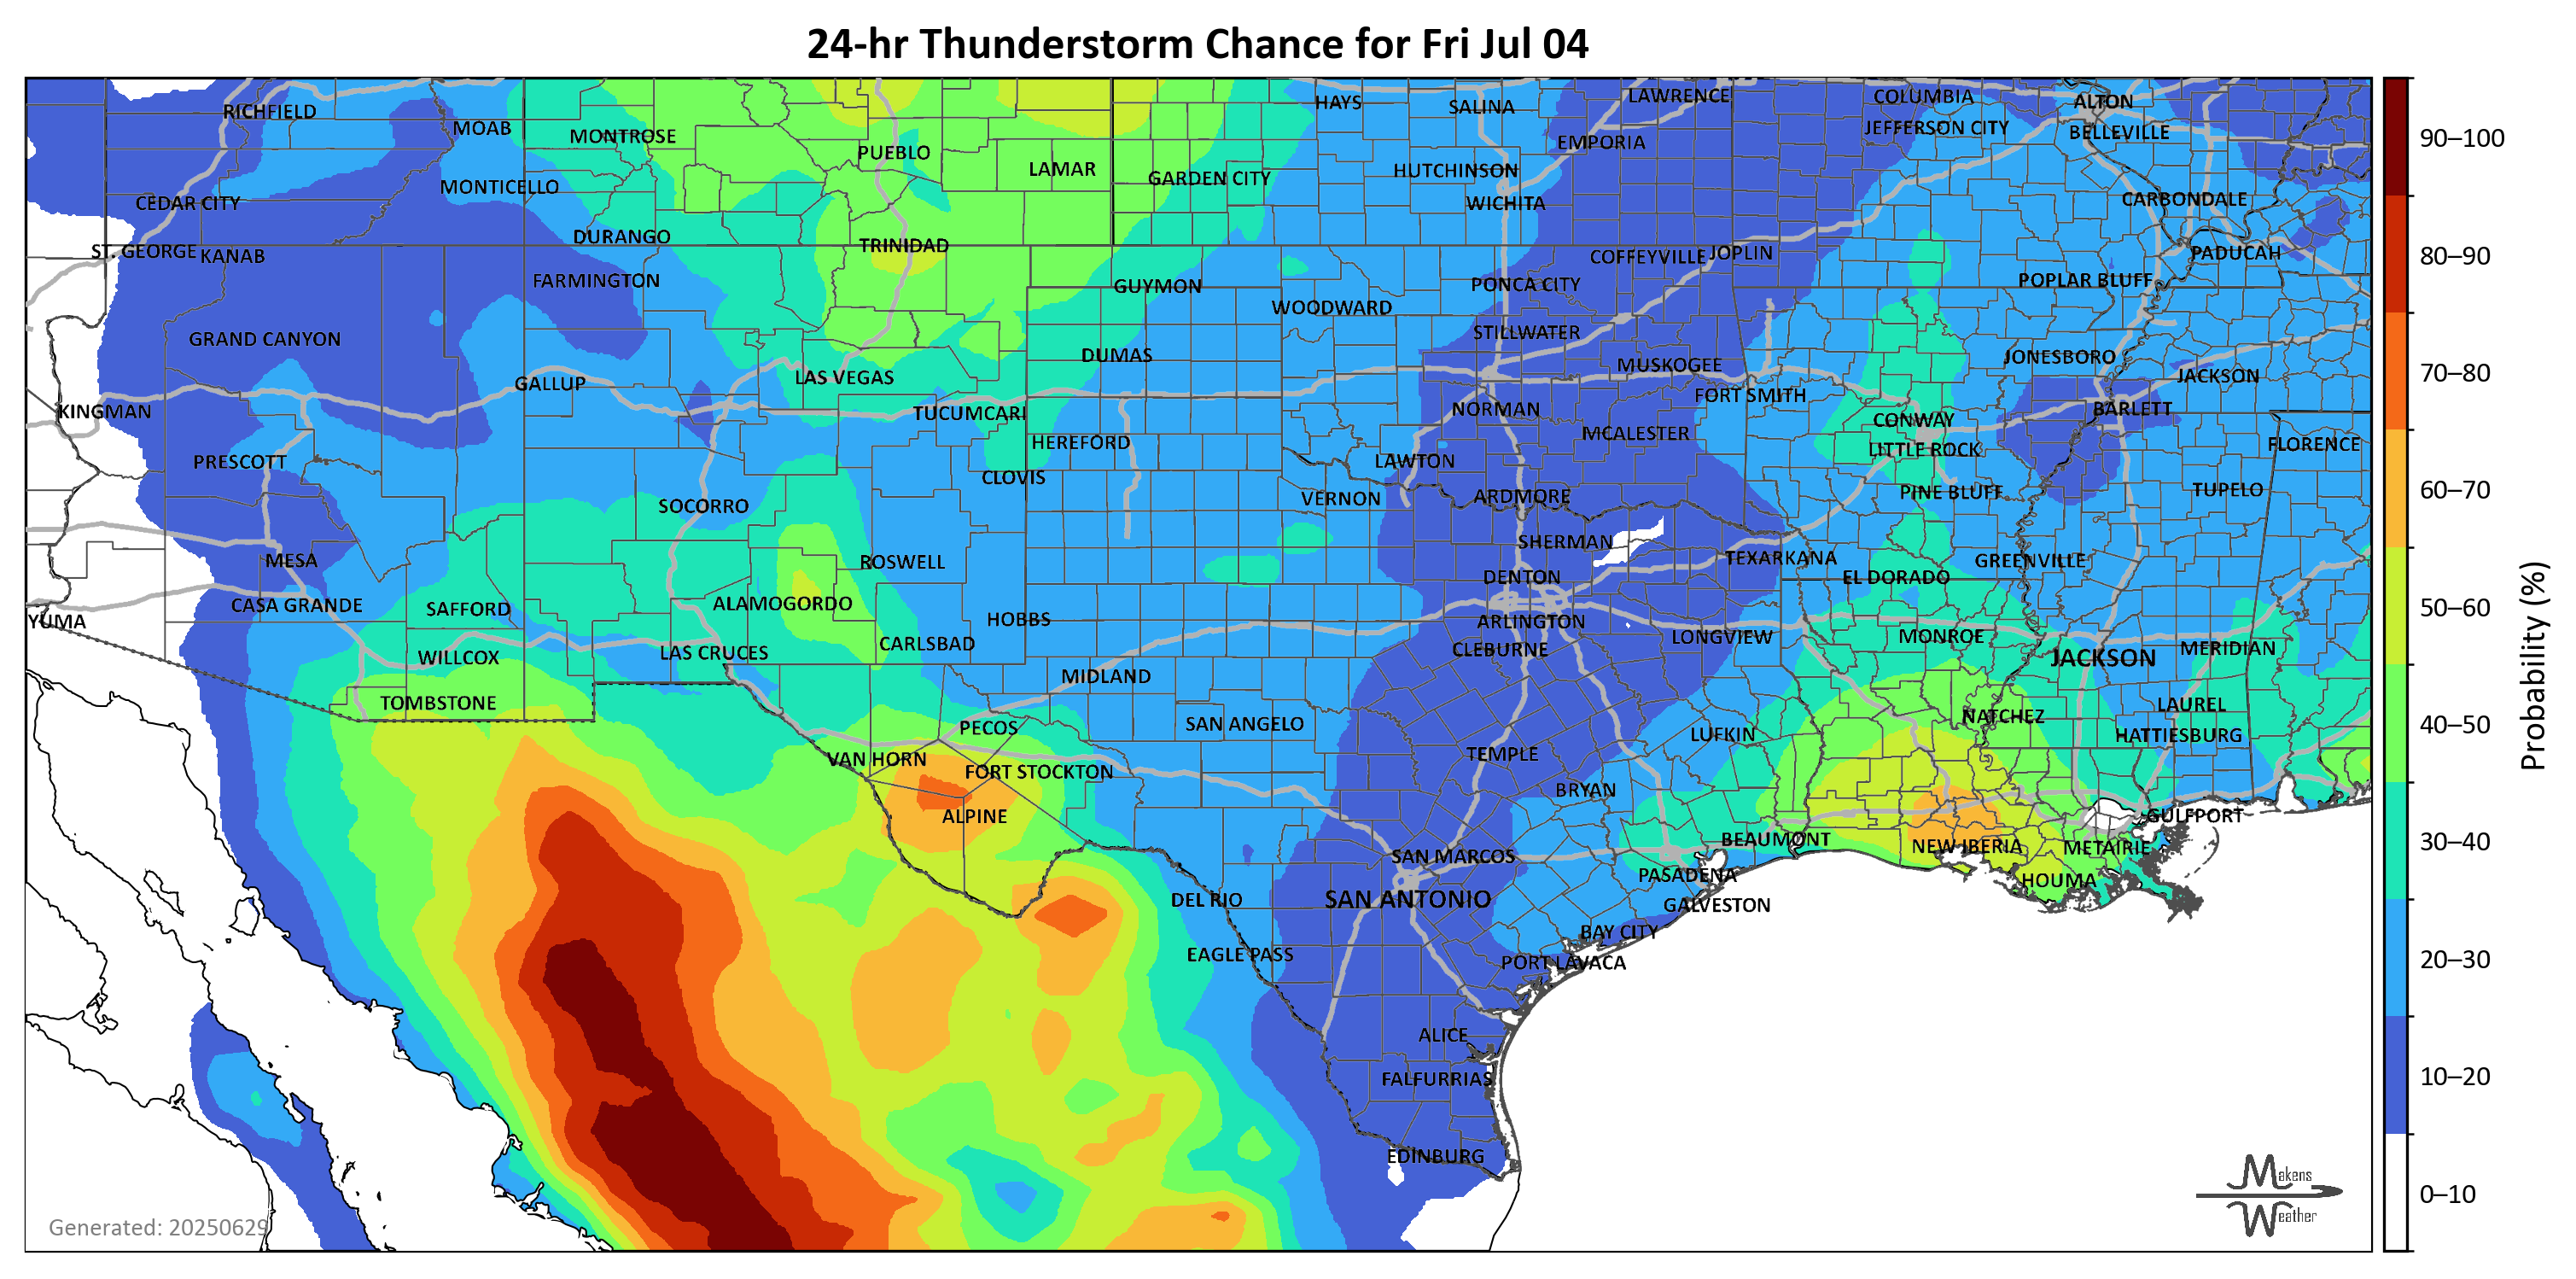 24-hr Thunderstorm Chance for Fri Jul 04
RICHFIELD
MOAB
MONTROSE
PUEBLO
LAMAR
GARDEN CITY
HAYS
SALINA
LAWRENCE
EMPORIA
HUTCHINSON
WICHITA
COLUMBIA
JEFFERSON CITY
ALTON
BELLEVILLE
CARBONDALE
PADUCAH
MONTICELLO
CEDAR CITY
ST. GEORGE
KANAB
DURANGO
TRINIDAD
FARMINGTON
GUYMON
WOODWARD
PONCA CITY
COFFEYVILLE
JOPLIN
POPLAR BLUFF
GRAND CANYON
DUMAS
STILLWATER
MUSKOGEE
JONESBORO
JACKSON
GALLUP
LAS VEGAS
TUCUMCARI
KINGMAN
NORMAN
FORT SMITH
CONWAY
BARLETT
HEREFORD
MCALESTER
LITTLE ROCK
FLORENCE
PRESCOTT
CLOVIS
LAWTON
VERNON
ARDMORE
PINE BLUFF
TUPELO
SOCORRO
MESA
ROSWELL
SHERMAN
TEXARKANA
GREENVILLE
CASA GRANDE
SAFFORD
ALAMOGORDO
DENTON
EL DORADO
YUMA
HOBBS
ARLINGTON
LONGVIEW
MONROE
WILLCOX
LAS CRUCES
CARLSBAD
CLEBURNE
JACKSON
MERIDIAN
TOMBSTONE
MIDLAND
PECOS
SAN ANGELO
LUFKIN
NATCHEZ
LAUREL
HATTIESBURG
VAN HORN
FORT STOCKTON
TEMPLE
BRYAN
ALPINE
GULFPORT
BEAUMONT
NEW IBERIA
METAIRIE
SAN MARCOS
PASADENA
HOUMA
DEL RIO
SAN ANTONIO
GALVESTON
BAY CITY
EAGLE PASS
PORT LAVACA
ALICE
FALFURRIAS
EDINBURG
Generated: 20250629
Makens
Weather
90–100
80–90
70–80
60–70
50–60
40–50
30–40
20–30
10–20
0–10
Probability (%)